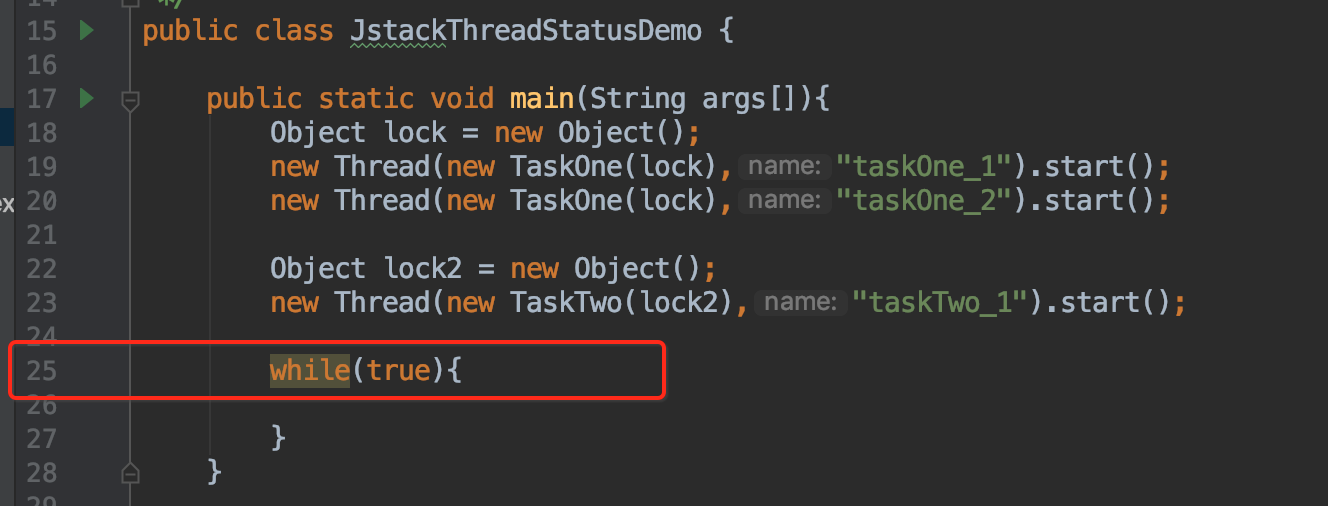 14 */
15 public class JstackThreadStatusDemo {
16
17 public static void main(String args[]){
18 Object lock = new Object();
19 new Thread(new TaskOne(lock), name: "taskOne_1").start();
ex 20 new Thread(new TaskOne(lock), name: "taskOne_2").start();
21
22 Object lock2 = new Object();
23 new Thread(new TaskTwo(lock2), name: "taskTwo_1").start();
24
25 while(true){
26
27 }
28 }
29